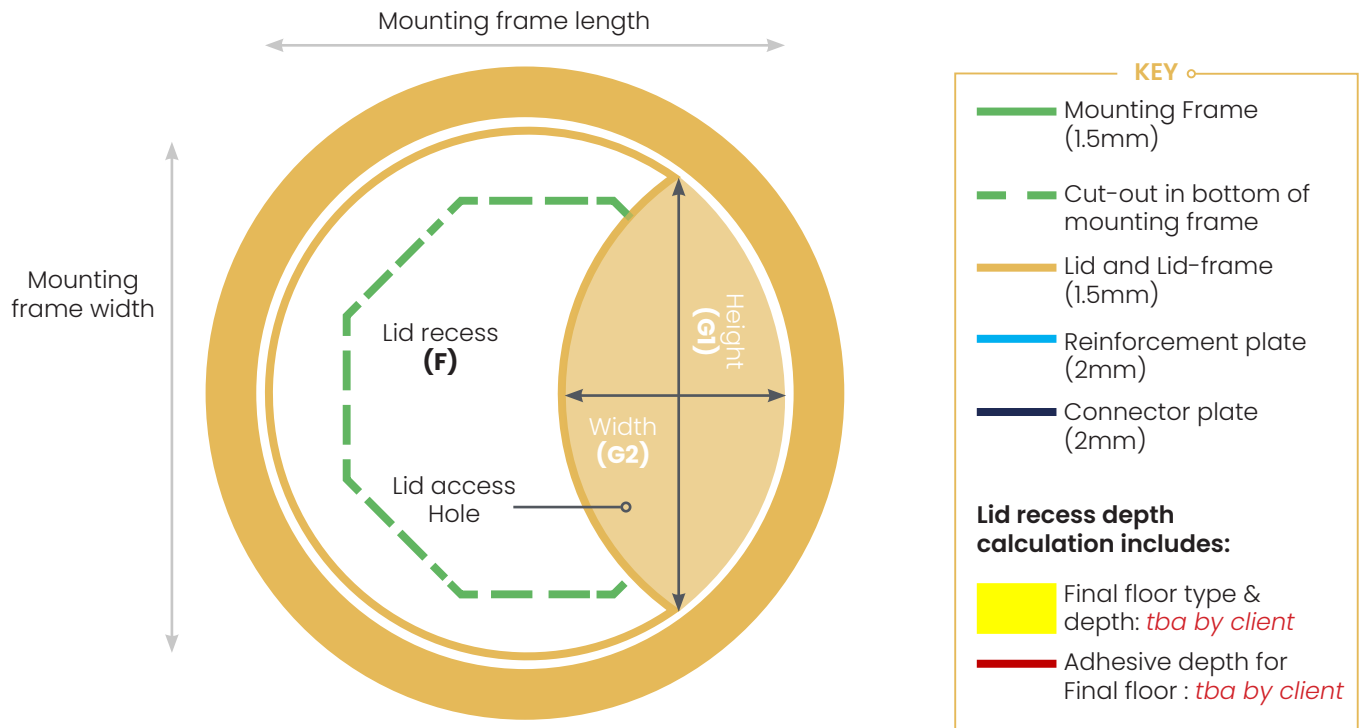 Mounting frame length
Mounting
frame width
Lid recess
(F)
Height
(G1)
Width
(G2)
Lid access
Hole
KEY
Mounting Frame
(1.5mm)
Cut-out in bottom of
mounting frame
Lid and Lid-frame
(1.5mm)
Reinforcement plate
(2mm)
Connector plate
(2mm)
Lid recess depth
calculation includes:
Final floor type &
depth: tba by client
Adhesive depth for
Final floor : tba by client